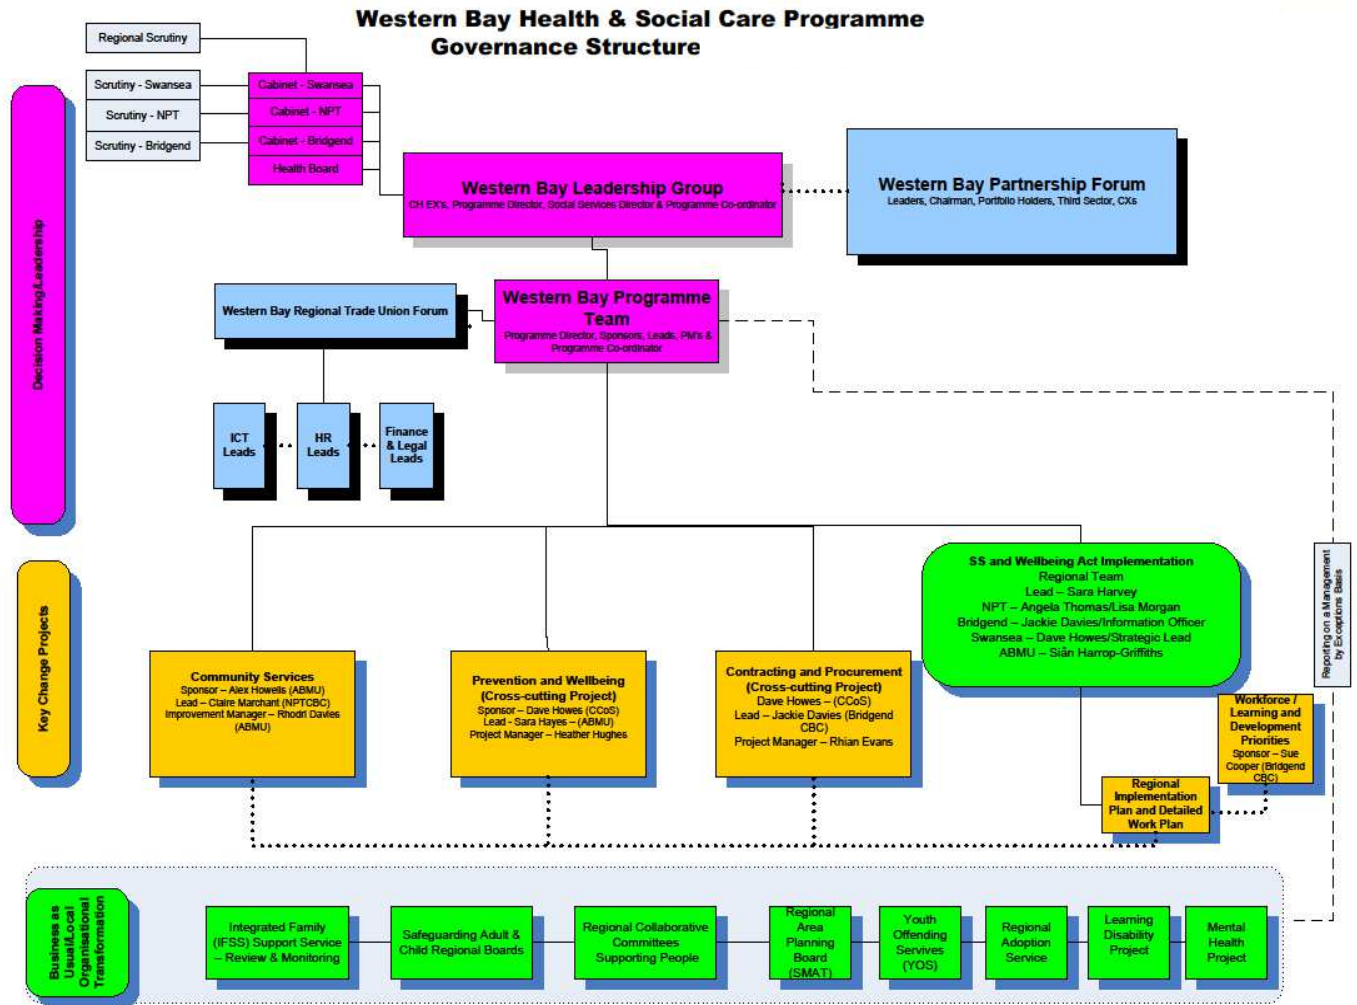 Western Bay Health & Social Care Programme
Governance Structure
Regional Scrutiny
Scrutiny - Swansea
Scrutiny - NPT
Scrutiny - Bridgend
Cabinet - Swansea
Cabinet - NPT
Cabinet - Bridgend
Health Board
Decision Making/Leadership
Western Bay Leadership Group
CH EX's, Programme Director, Social Services Director & Programme Co-ordinator
Western Bay Partnership Forum
Leaders, Chairman, Portfolio Holders, Third Sector, CXs
Western Bay Regional Trade Union Forum
Western Bay Programme
Team
Programme Director, Sponsors, Leads, PM's &
Programme Co-ordinator
ICT
Leads
HR
Leads
Finance
& Legal
Leads
Key Change Projects
Community Services
Sponsor – Alex Howells (ABMU)
Lead – Claire Marchant (NPTCBC)
Improvement Manager – Rhodri Davies
(ABMU)
Prevention and Wellbeing
(Cross-cutting Project)
Sponsor – Dave Howes (CCoS)
Lead - Sara Hayes – (ABMU)
Project Manager – Heather Hughes
Contracting and Procurement
(Cross-cutting Project)
Dave Howes – (CCoS)
Lead – Jackie Davies (Bridgend
CBC)
Project Manager – Rhian Evans
SS and Wellbeing Act Implementation
Regional Team
Lead – Sara Harvey
NPT – Angela Thomas/Lisa Morgan
Bridgend – Jackie Davies/Information Officer
Swansea – Dave Howes/Strategic Lead
ABMU – Siân Harrop-Griffiths
Reporting on a Management
by Exceptions Basis
Workforce /
Learning and
Development
Priorities
Sponsor – Sue
Cooper (Bridgend
CBC)
Regional
Implementation
Plan and Detailed
Work Plan
Business as
Usual/Local
Organisational
Transformation
Integrated Family
(IFSS) Support Service
– Review & Monitoring
Safeguarding Adult &
Child Regional Boards
Regional Collaborative
Committees
Supporting People
Regional
Area
Planning
Board
(SMAT)
Youth
Offending
Servives
(YOS)
Regional
Adoption
Service
Learning
Disability
Project
Mental
Health
Project